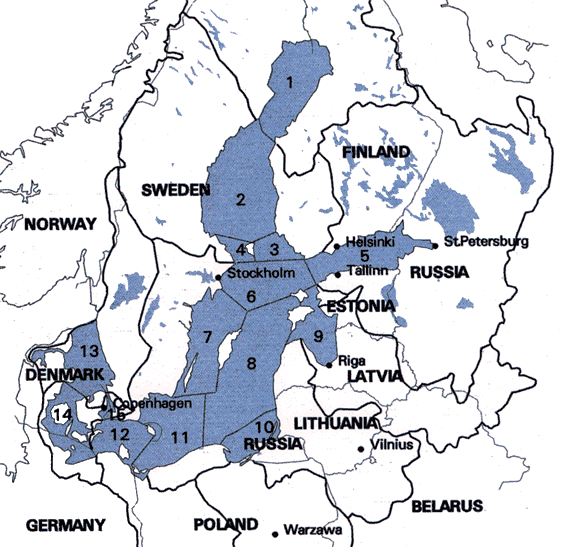 1
FINLAND
SWEDEN
2
NORWAY
4
3
Helsinki
St.Petersburg
5
Stockholm
Tallinn
RUSSIA
6
ESTONIA
7
9
13
8
Riga
DENMARK
LATVIA
Copenhagen
14
15
12
11
10
LITHUANIA
RUSSIA
Vilnius
BELARUS
GERMANY
POLAND
Warzawa